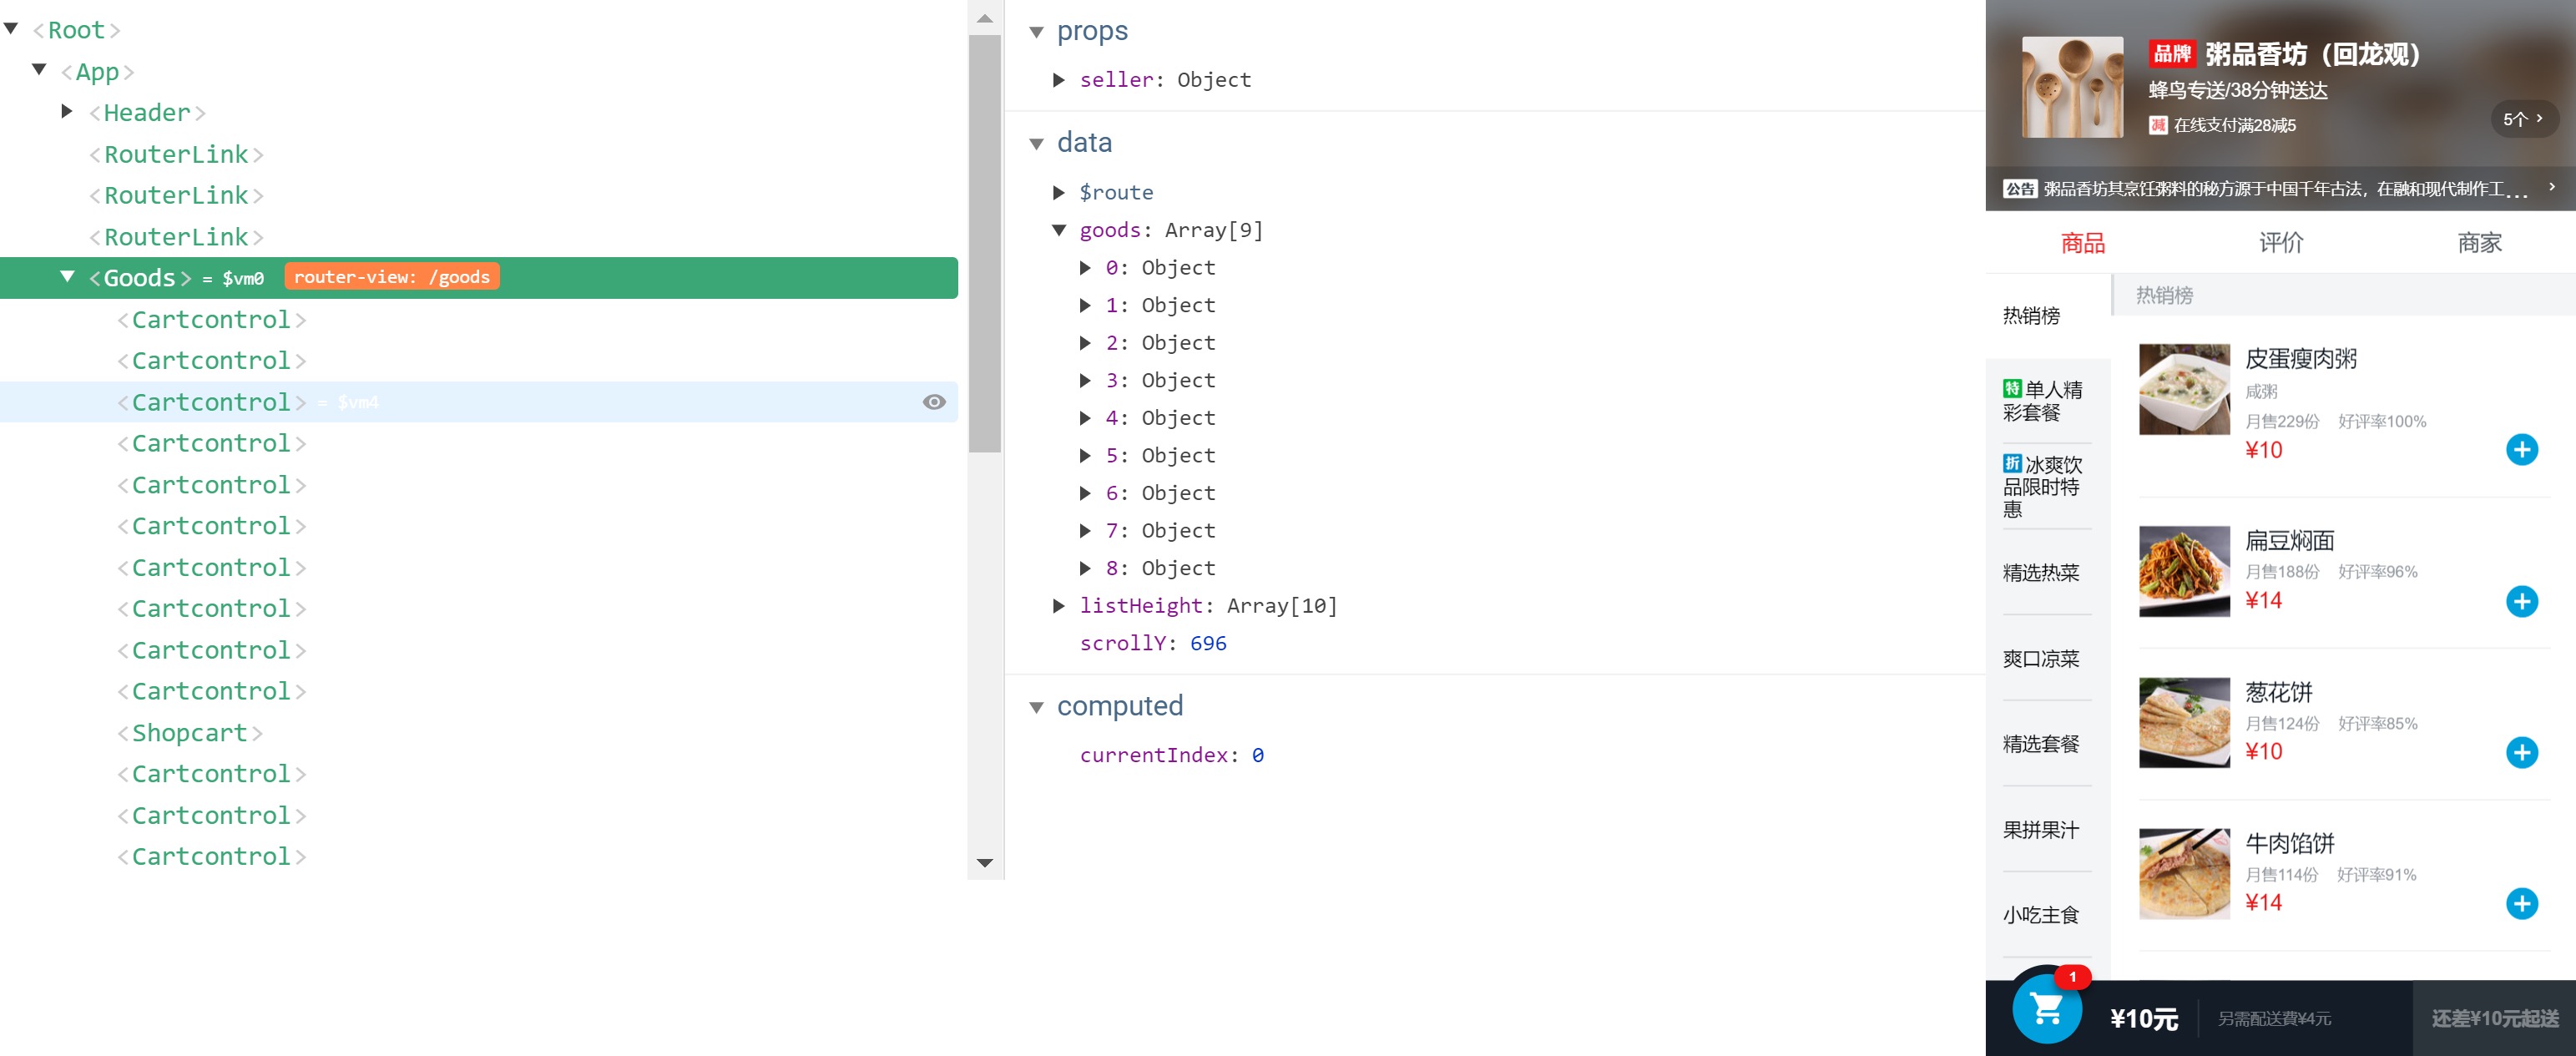 <Root>
<App>
<Header>
<RouterLink>
<RouterLink>
<RouterLink>
<Goods> = $vm0 router-view: /goods
<Cartcontrol>
<Cartcontrol>
<Cartcontrol> = $vm4
<Cartcontrol>
<Cartcontrol>
<Cartcontrol>
<Cartcontrol>
<Cartcontrol>
<Cartcontrol>
<Cartcontrol>
<Shopcart>
<Cartcontrol>
<Cartcontrol>
<Cartcontrol>
props
seller: Object
data
$route
goods: Array[9]
0: Object
1: Object
2: Object
3: Object
4: Object
5: Object
6: Object
7: Object
8: Object
listHeight: Array[10]
scrollY: 696
computed
currentIndex: 0
品牌 粥品香坊（回龙观）
蜂鸟专送/38分钟送达
减 在线支付满28减5
5个 >
公告 粥品香坊其烹饪粥料的秘方源于中国千年古法，在融和现代制作工... >
商品 评价 商家
热销榜
特 单人精
彩套餐
折 冰爽饮
品限时特
惠
精选热菜
爽口凉菜
精选套餐
果拼果汁
小吃主食
热销榜
皮蛋瘦肉粥
咸粥
月售229份 好评率100%
¥10
扁豆焖面
月售188份 好评率96%
¥14
葱花饼
月售124份 好评率85%
¥10
牛肉馅饼
月售114份 好评率91%
¥14
1
¥10元 另需配送費¥4元 还差¥10元起送